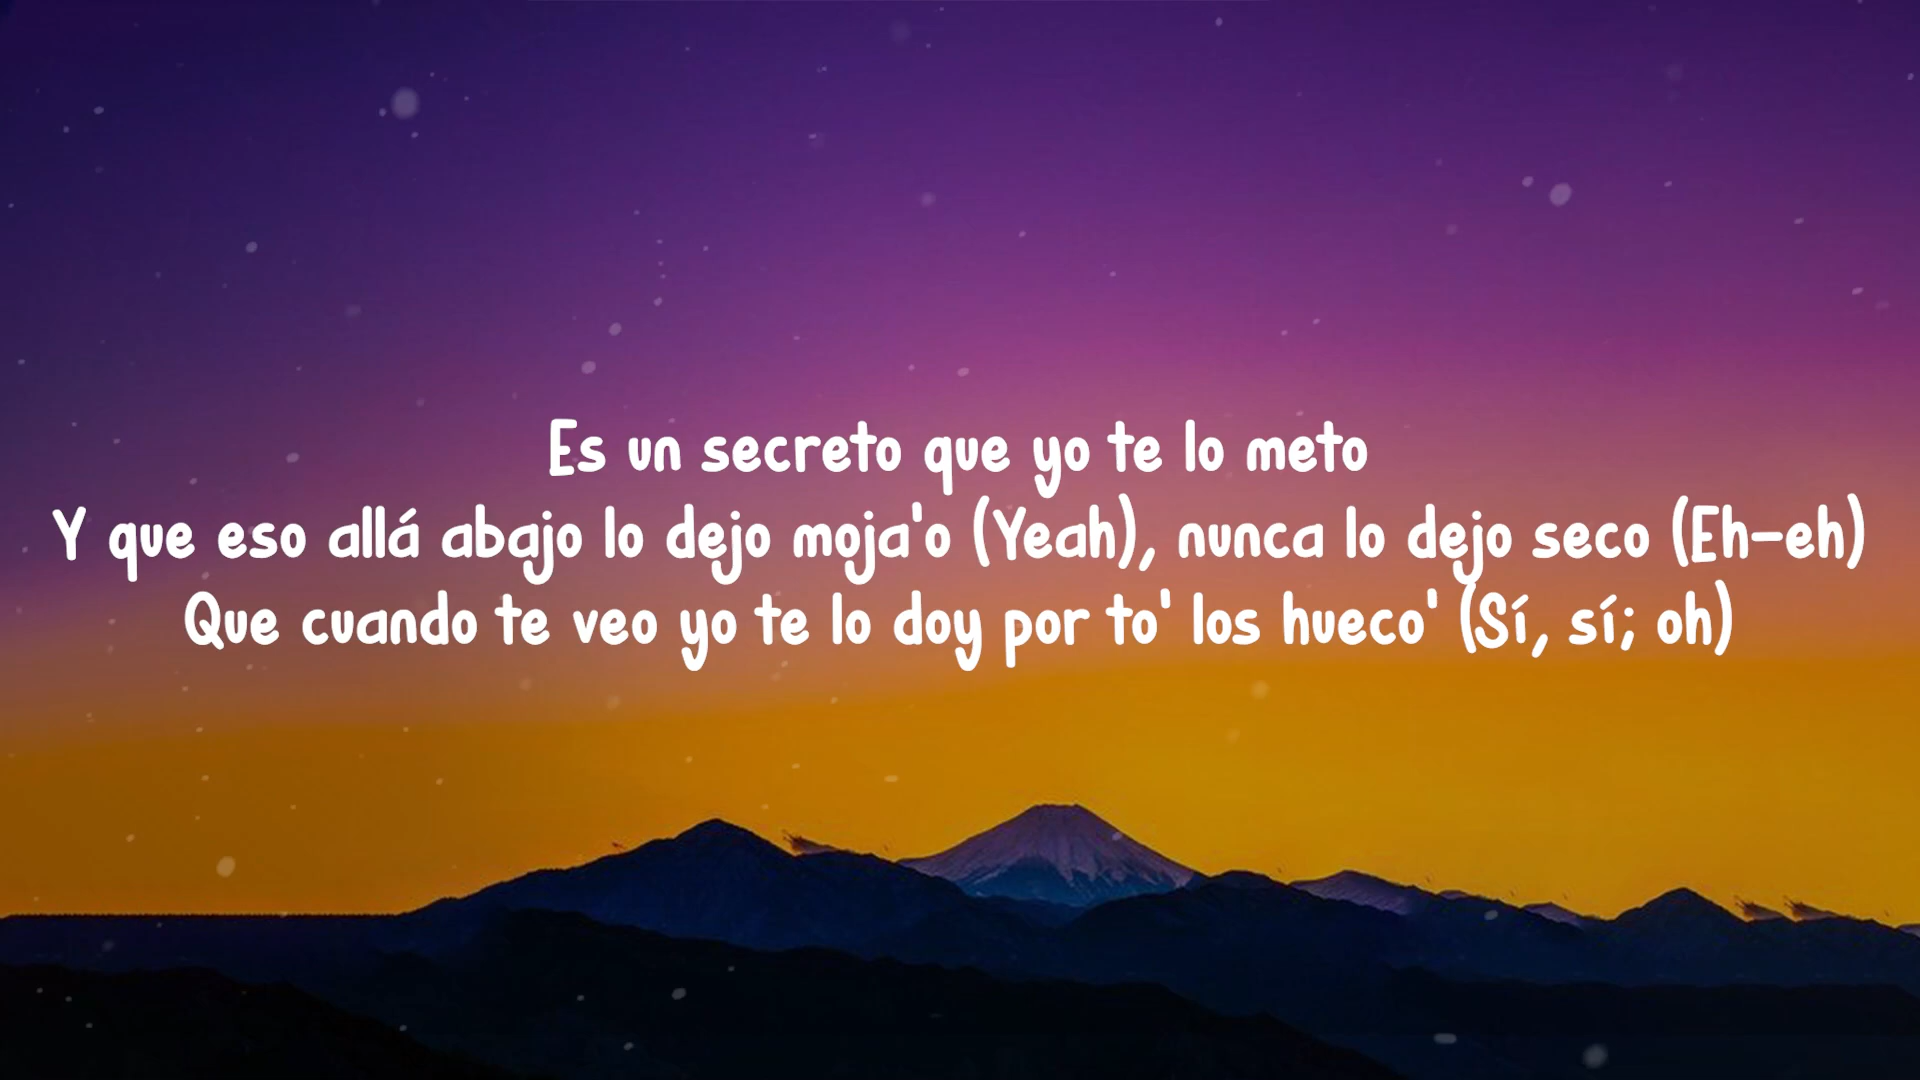 Es un secreto que yo te lo meto
Y que eso allá abajo lo dejo moja'o (Yeah), nunca lo dejo seco (Eh-eh)
Que cuando te veo yo te lo doy por to' los hueco' (Sí, sí; oh)